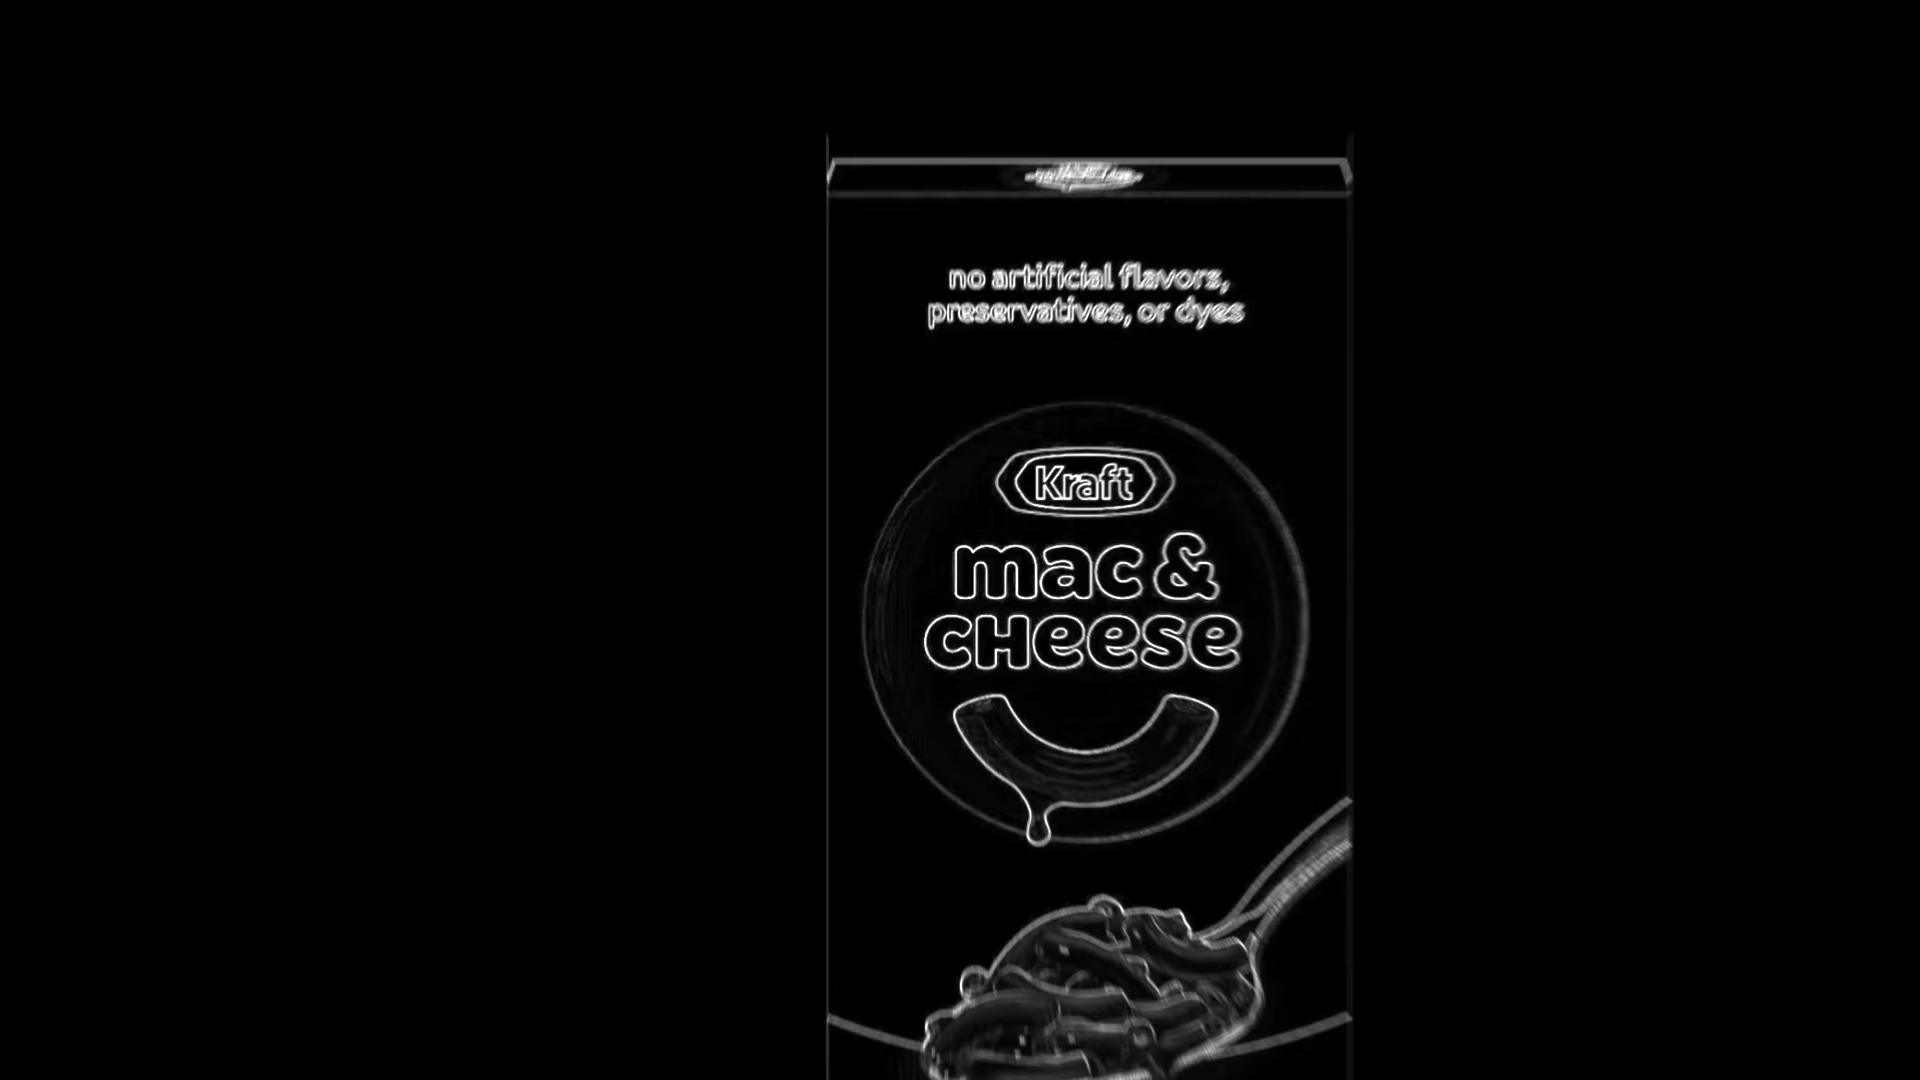 no artificial flavors,
preservatives, or dyes
Kraft
mac &
cHeese